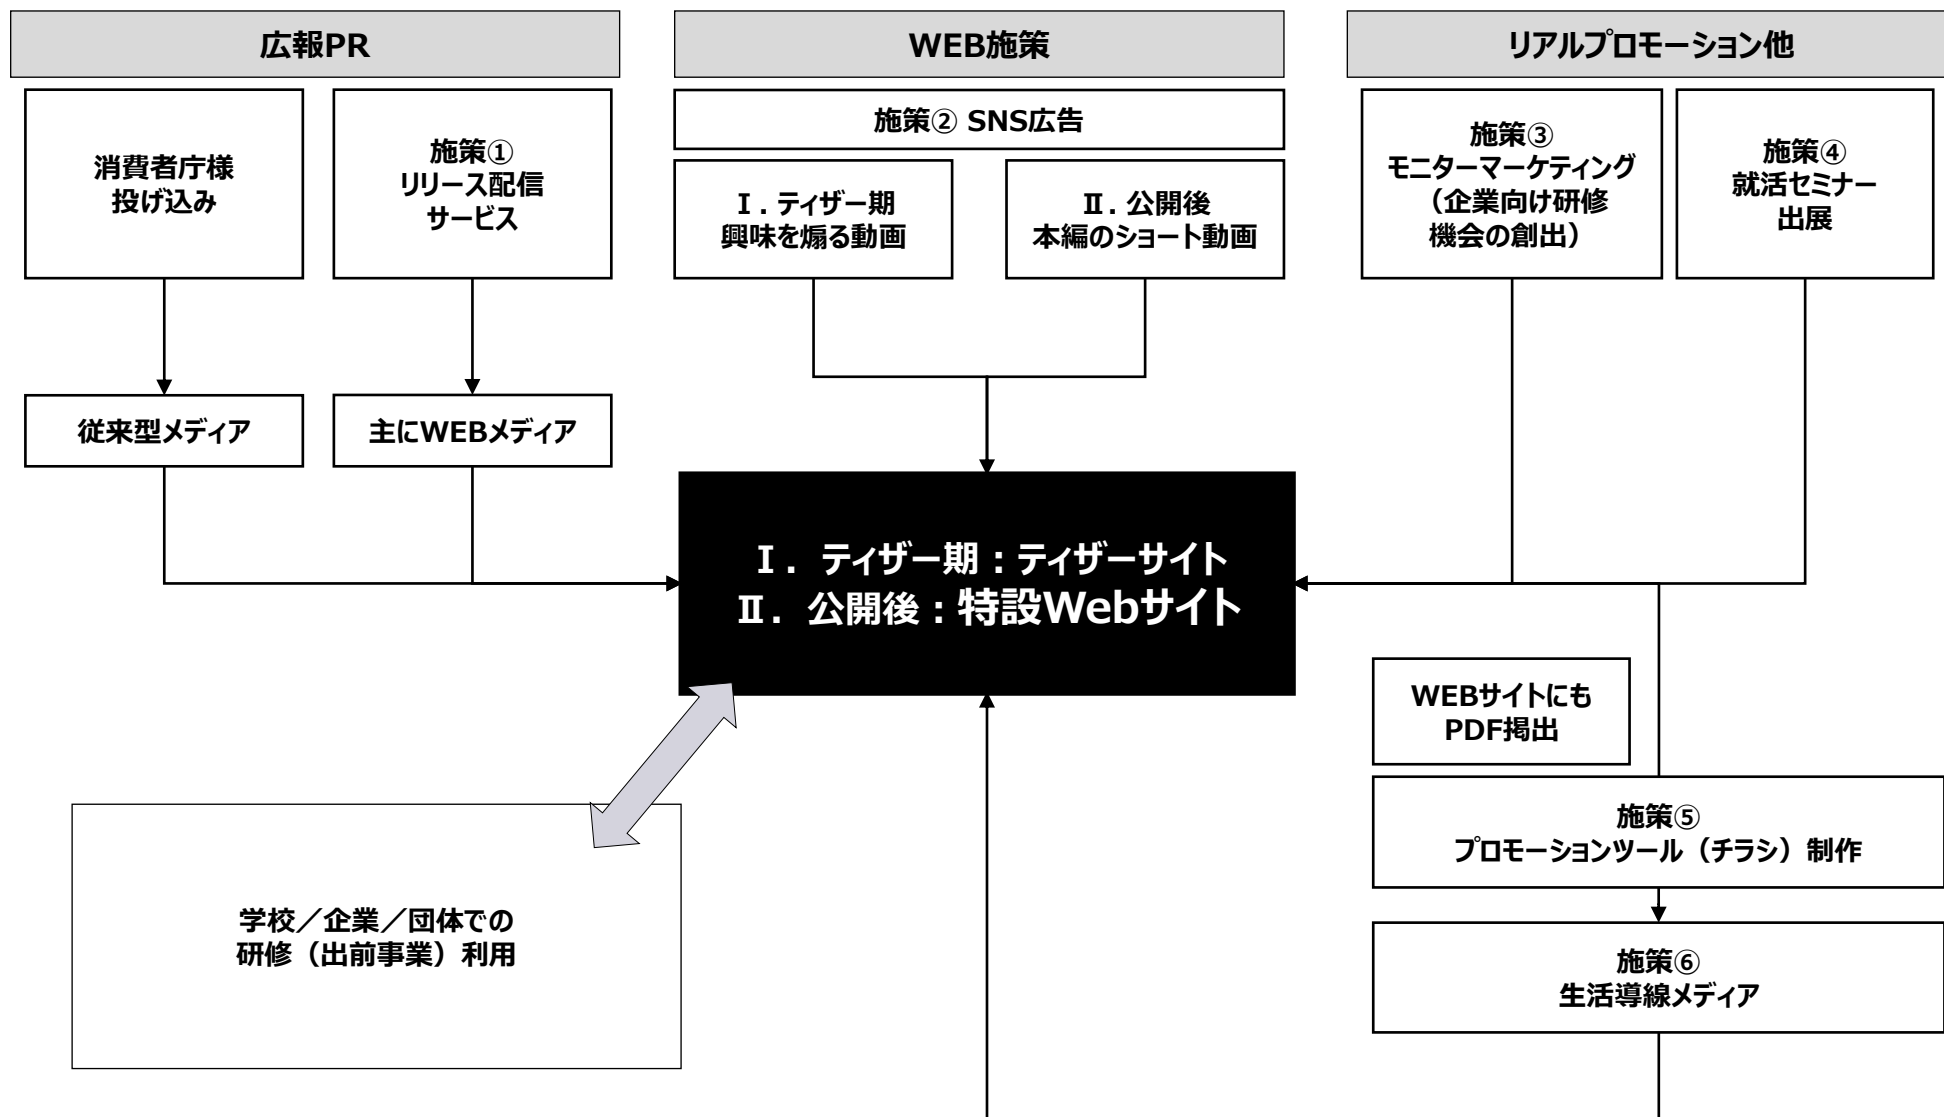 広報PR
WEB施策
リアルプロモーション他
消費者庁様
投げ込み
施策①
リリース配信
サービス
施策② SNS広告
Ⅰ. ティザー期
興味を煽る動画
Ⅱ. 公開後
本編のショート動画
施策③
モニターマーケティング
（企業向け研修
機会の創出）
施策④
就活セミナー
出展
従来型メディア
主にWEBメディア
Ⅰ. ティザー期：ティザーサイト
Ⅱ. 公開後：特設Webサイト
WEBサイトにも
PDF掲出
施策⑤
プロモーションツール（チラシ）制作
学校／企業／団体での
研修（出前事業）利用
施策⑥
生活導線メディア